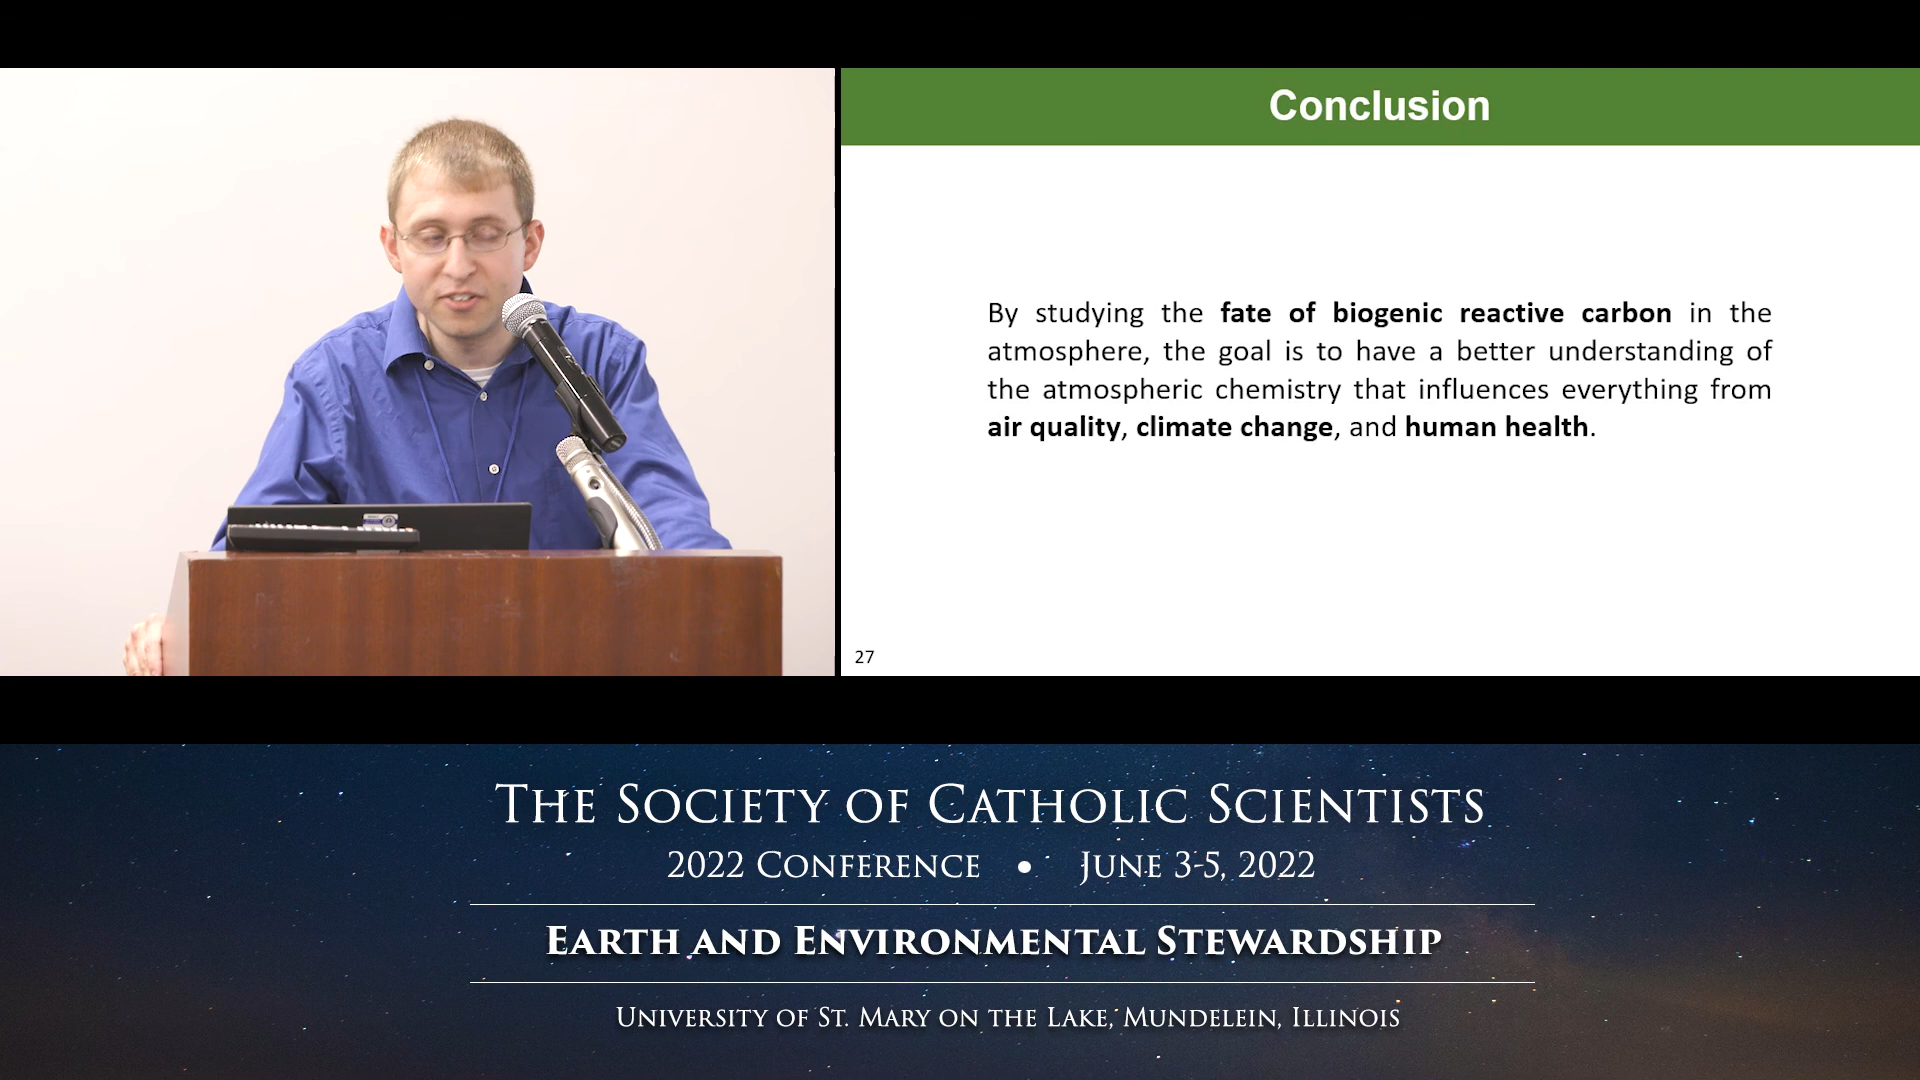 Conclusion
By studying the fate of biogenic reactive carbon in the
atmosphere, the goal is to have a better understanding of
the atmospheric chemistry that influences everything from
air quality, climate change, and human health.
27
The Society of Catholic Scientists
2022 Conference • June 3-5, 2022
Earth and Environmental Stewardship
University of St. Mary on the Lake, Mundelein, Illinois